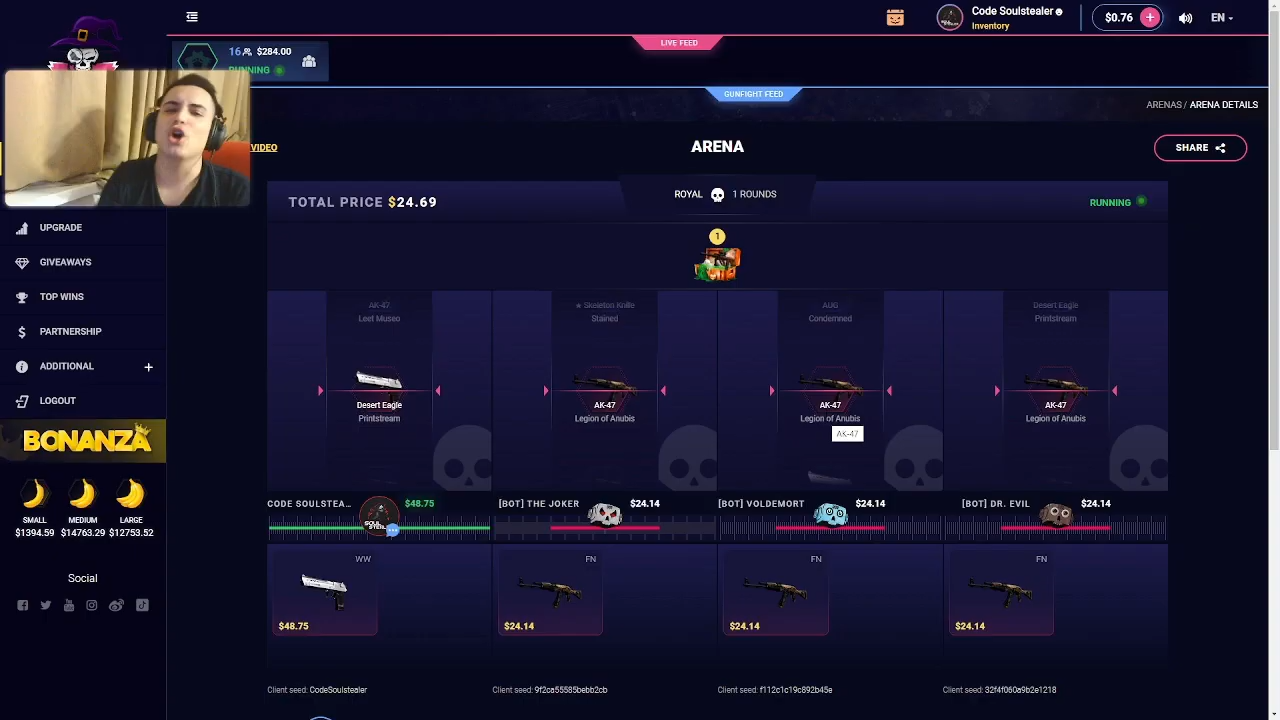 Code Soulstealer
Inventory
$0.76
EN
16 $284.00
RUNNING
LIVE FEED
GUNFIGHT FEED
ARENAS / ARENA DETAILS
VIDEO
ARENA
SHARE
TOTAL PRICE $24.69
ROYAL 1 ROUNDS
RUNNING
1
UPGRADE
GIVEAWAYS
TOP WINS
PARTNERSHIP
ADDITIONAL
LOGOUT
BONANZA
SMALL
$1394.59
MEDIUM
$14763.29
LARGE
$12753.52
Social
AK-47
Leet Museo
★ Skeleton Knife
Stained
AUG
Condemned
Desert Eagle
Printstream
Desert Eagle
Printstream
AK-47
Legion of Anubis
AK-47
Legion of Anubis
AK-47
AK-47
Legion of Anubis
CODE SOULSTEA... $48.75
[BOT] THE JOKER $24.14
[BOT] VOLDEMORT $24.14
[BOT] DR. EVIL $24.14
WW
$48.75
FN
$24.14
FN
$24.14
FN
$24.14
Client seed: CodeSoulstealer
Client seed: 9f2ca55585bebb2cb
Client seed: f112c1c19c892b45e
Client seed: 32f4f060a9b2e1218